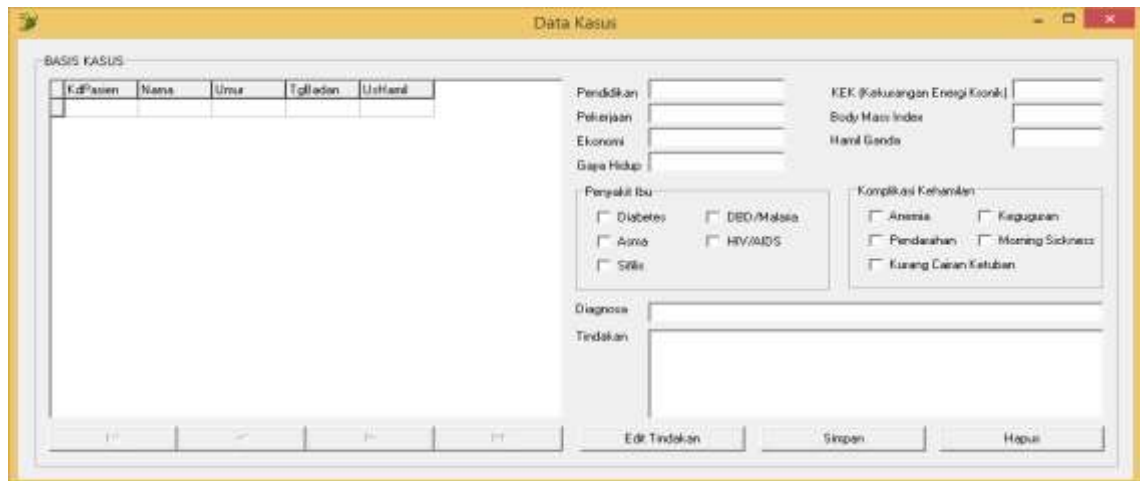 Data Kasus
BASIS KASUS
KdPasien Nama Umur TglBadan UsHamil
Pendidikan
Pekerjaan
Ekonomi
Gaya Hidup
KEK (Kekurangan Energi Kronik)
Body Mass Index
Hamil Ganda
Penyakit Ibu
Diabetes DBD/Malaria
Asma HIV/AIDS
Sifilis
Komplikasi Kehamilan
Anemia Keguguran
Pendarahan Morning Sickness
Kurang Cairan Ketuban
Diagnosa
Tindakan
Edit Tindakan Simpan Hapus